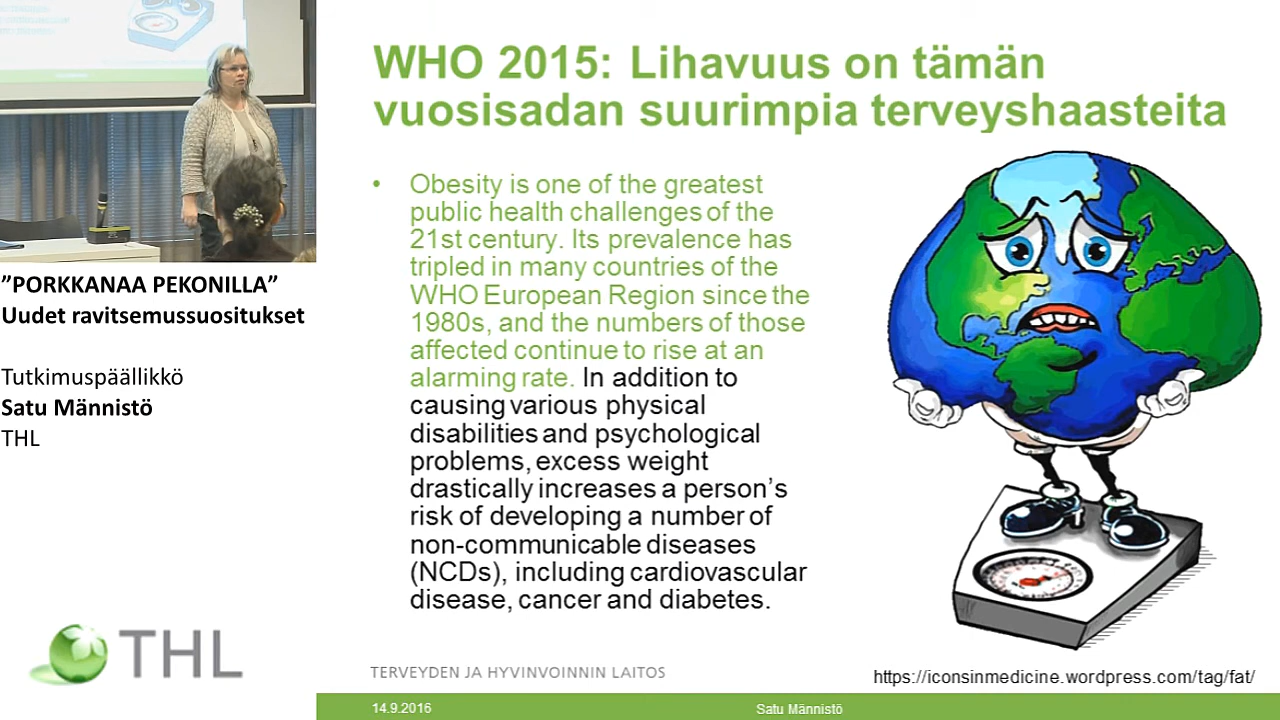 ”PORKKANAA PEKONILLA”
Uudet ravitsemussuositukset
Tutkimuspäällikkö
Satu Männistö
THL
THL
WHO 2015: Lihavuus on tämän
vuosisadan suurimpia terveyshaasteita
• Obesity is one of the greatest
public health challenges of the
21st century. Its prevalence has
tripled in many countries of the
WHO European Region since the
1980s, and the numbers of those
affected continue to rise at an
alarming rate. In addition to
causing various physical
disabilities and psychological
problems, excess weight
drastically increases a person’s
risk of developing a number of
non-communicable diseases
(NCDs), including cardiovascular
disease, cancer and diabetes.
TERVEYDEN JA HYVINVOINNIN LAITOS
https://iconsinmedicine.wordpress.com/tag/fat/
14.9.2016
Satu Männistö